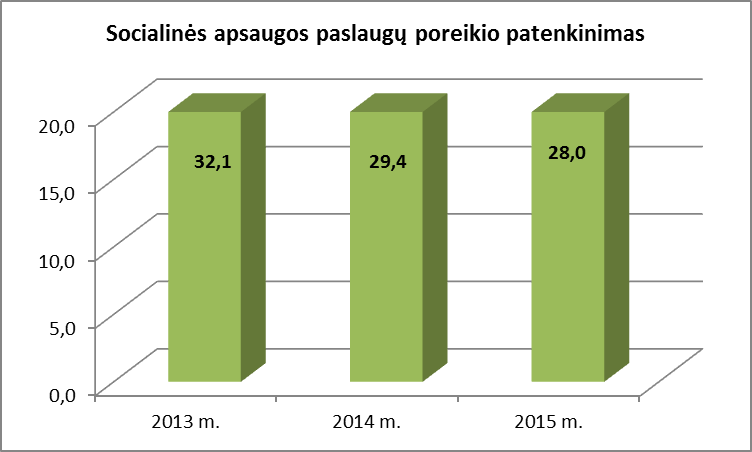 Socialinės apsaugos paslaugų poreikio patenkinimas
20,0
15,0
10,0
5,0
0,0
32,1
29,4
28,0
2013 m.
2014 m.
2015 m.